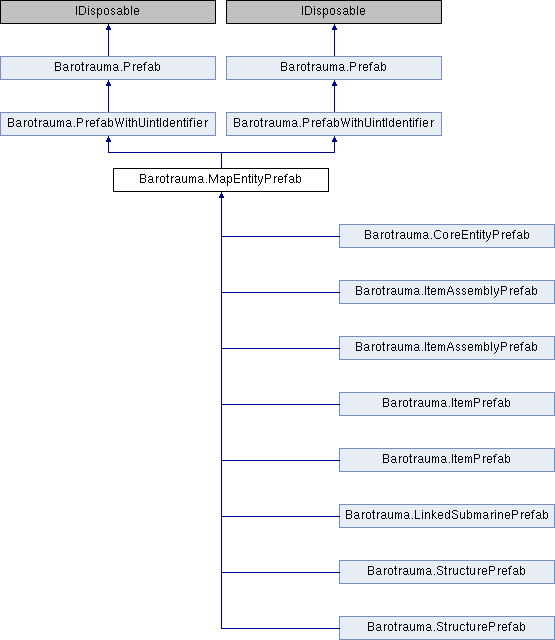 IDisposable
IDisposable
Barotrauma.Prefab
Barotrauma.Prefab
Barotrauma.PrefabWithUintIdentifier
Barotrauma.PrefabWithUintIdentifier
Barotrauma.MapEntityPrefab
Barotrauma.CoreEntityPrefab
Barotrauma.ItemAssemblyPrefab
Barotrauma.ItemAssemblyPrefab
Barotrauma.ItemPrefab
Barotrauma.ItemPrefab
Barotrauma.LinkedSubmarinePrefab
Barotrauma.StructurePrefab
Barotrauma.StructurePrefab